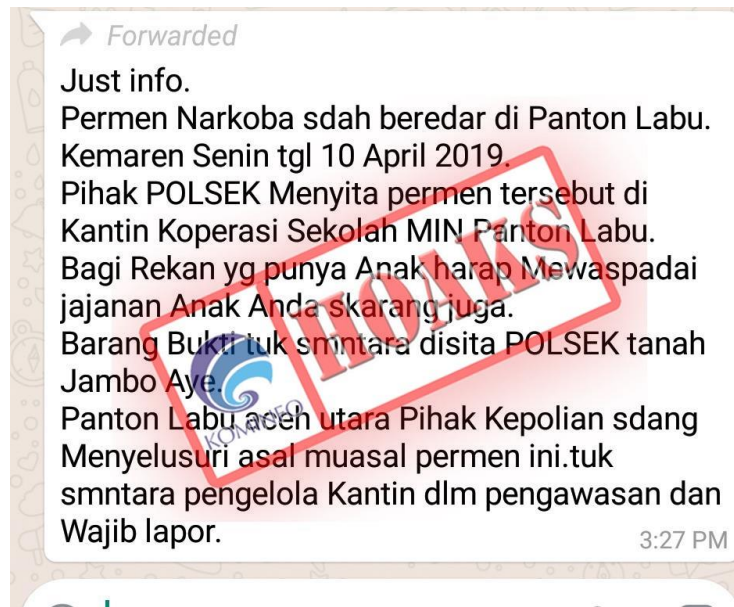 Forwarded
Just info.
Permen Narkoba sdah beredar di Panton Labu.
Kemaren Senin tgl 10 April 2019.
Pihak POLSEK Menyita permen tersebut di
Kantin Koperasi Sekolah MIN Panton Labu.
Bagi Rekan yg punya Anak harap Mewaspadai
jajanan Anak Anda skarang juga.
Barang Bukti tuk smntara disita POLSEK tanah
Jambo Aye.
Panton Labu aceh utara Pihak Kepolian sdang
Menyelusuri asal muasal permen ini.tuk
smntara pengelola Kantin dlm pengawasan dan
Wajib lapor.
3:27 PM
KOMINFO
HOAKS